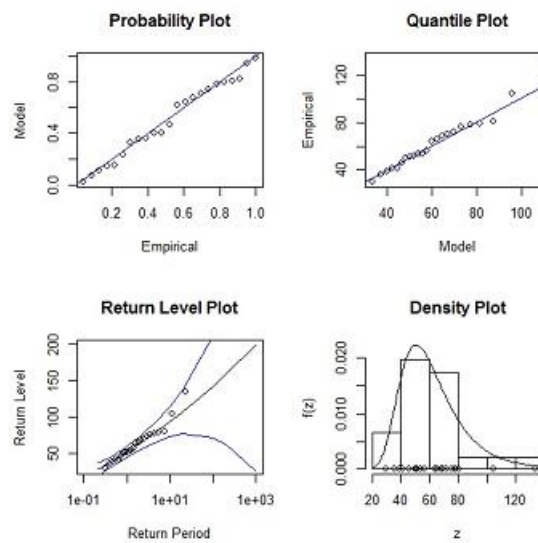 Probability Plot
Model
0.0 0.4 0.8
0.2 0.4 0.6 0.8 1.0
Empirical
Quantile Plot
Empirical
40 80 120
40 60 80 100
Model
Return Level Plot
Return Level
50 100 150 200
1e-01 1e+01 1e+03
Return Period
Density Plot
f(z)
0.000 0.010 0.020
20 40 60 80 120
z